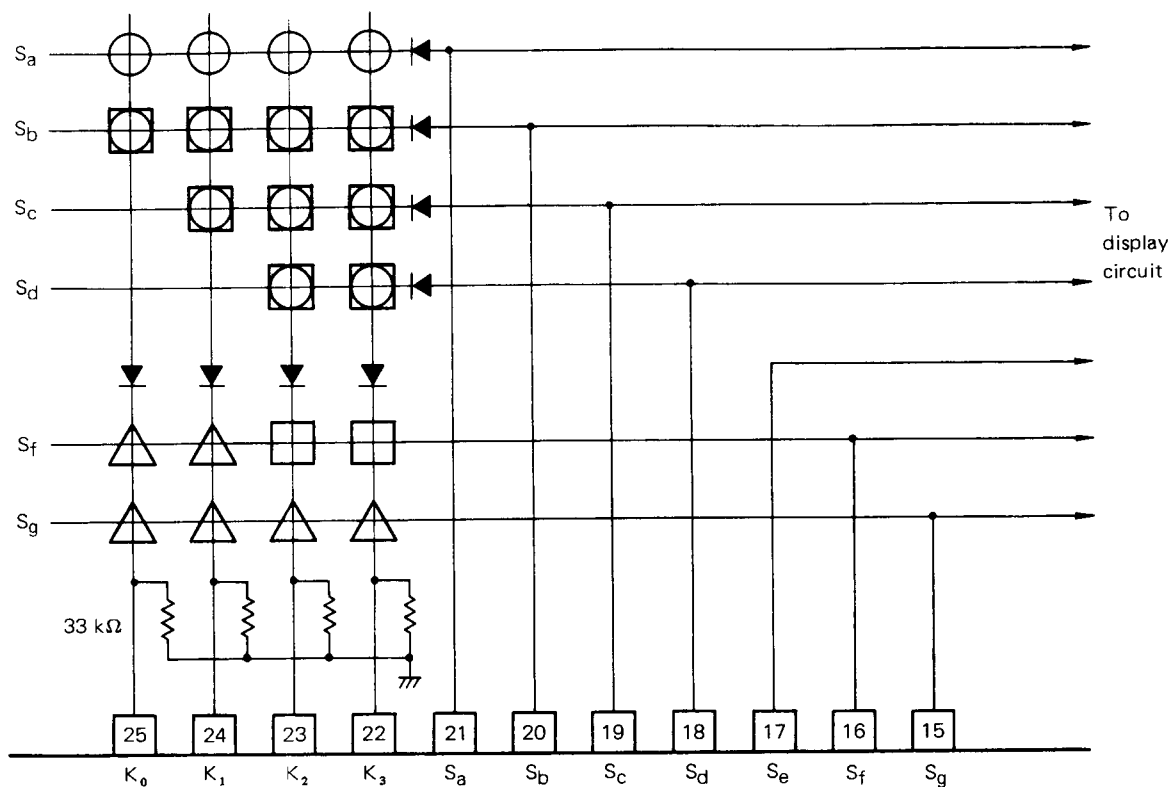 Sa
Sb
Sc
Sd
Sf
Sg
To
display
circuit
33 kΩ
25 24 23 22 21 20 19 18 17 16 15
K₀ K₁ K₂ K₃ Sa Sb Sc Sd Se Sf Sg